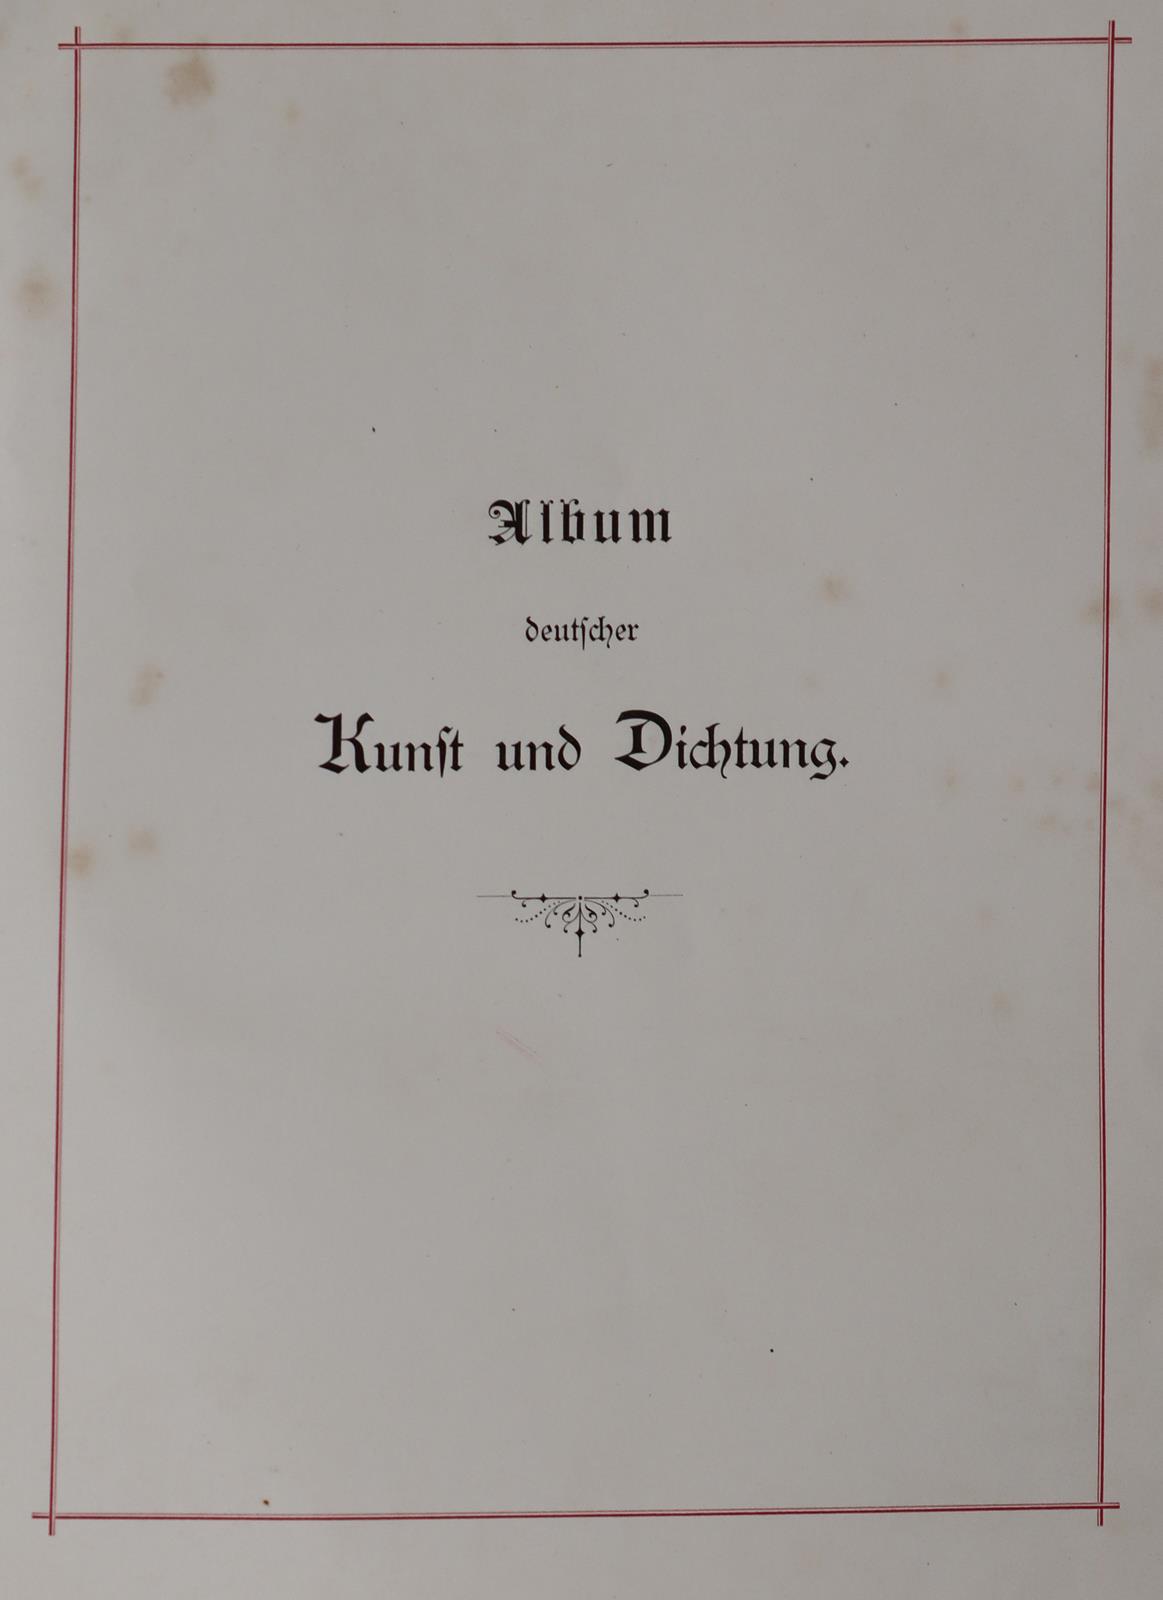 Album
deutſcher
Kunſt und Dichtung.